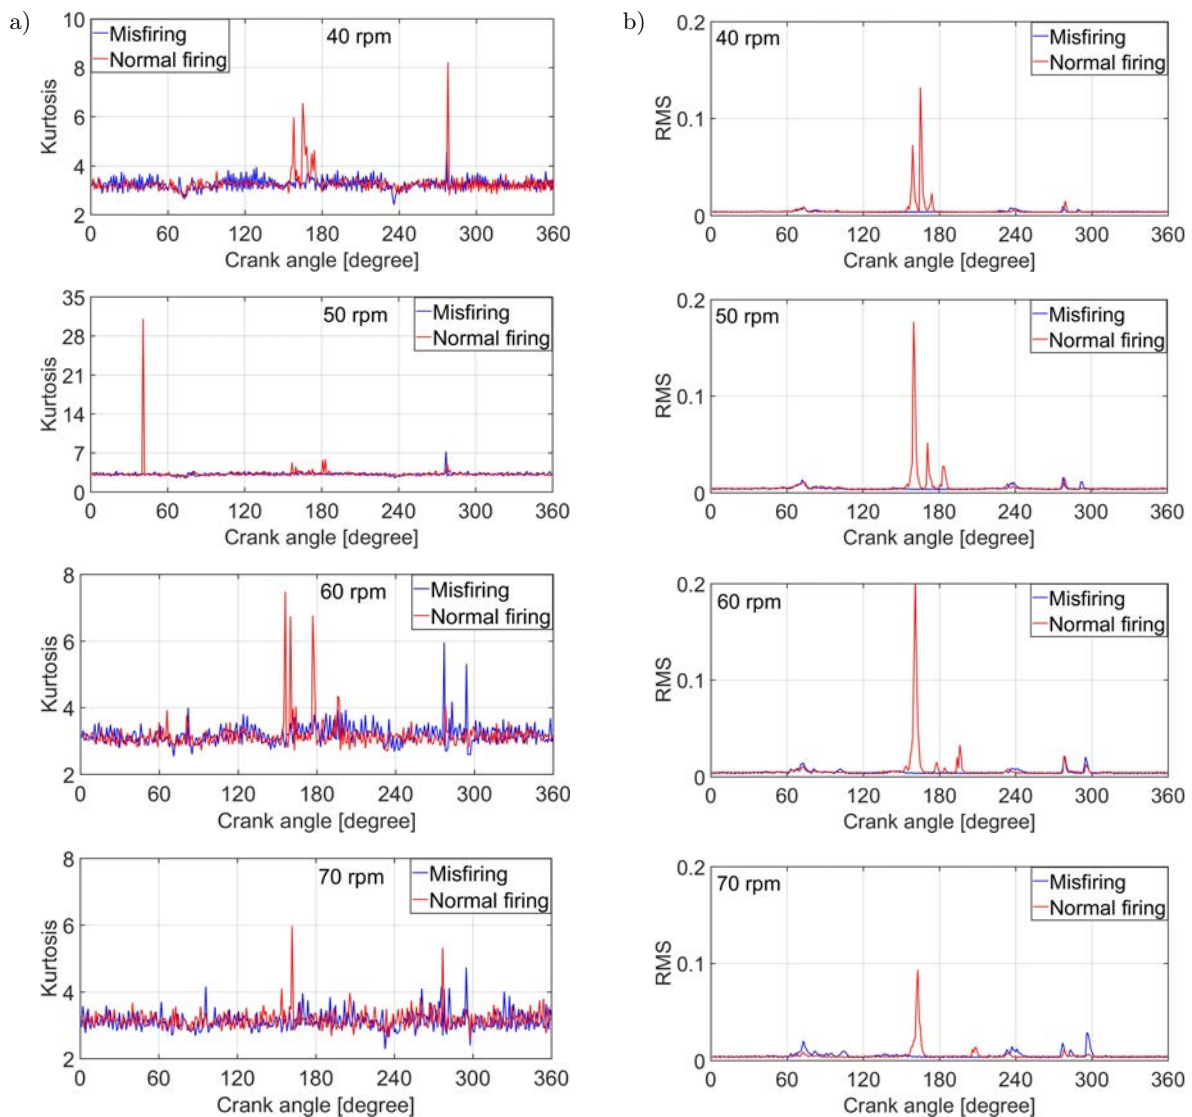 a)
10
8
6
4
2
Kurtosis
Misfiring
Normal firing
40 rpm
0 60 120 180 240 300 360
Crank angle [degree]
35
28
21
14
7
0
Kurtosis
50 rpm
Misfiring
Normal firing
0 60 120 180 240 300 360
Crank angle [degree]
8
6
4
2
Kurtosis
60 rpm
Misfiring
Normal firing
0 60 120 180 240 300 360
Crank angle [degree]
8
6
4
2
Kurtosis
70 rpm
Misfiring
Normal firing
0 60 120 180 240 300 360
Crank angle [degree]
b)
0.2
0.1
0
RMS
40 rpm
Misfiring
Normal firing
0 60 120 180 240 300 360
Crank angle [degree]
0.2
0.1
0
RMS
50 rpm
Misfiring
Normal firing
0 60 120 180 240 300 360
Crank angle [degree]
0.2
0.1
0
RMS
60 rpm
Misfiring
Normal firing
0 60 120 180 240 300 360
Crank angle [degree]
0.2
0.1
0
RMS
70 rpm
Misfiring
Normal firing
0 60 120 180 240 300 360
Crank angle [degree]